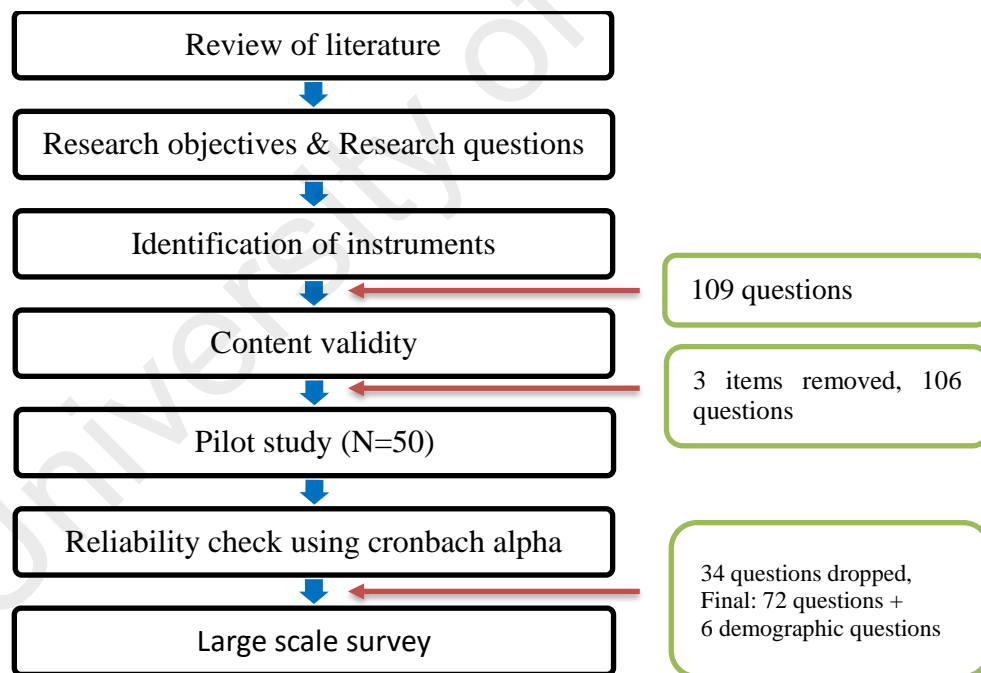 Review of literature
Research objectives & Research questions
Identification of instruments
109 questions
Content validity
3 items removed, 106
questions
Pilot study (N=50)
Reliability check using cronbach alpha
34 questions dropped,
Final: 72 questions +
6 demographic questions
Large scale survey
University of